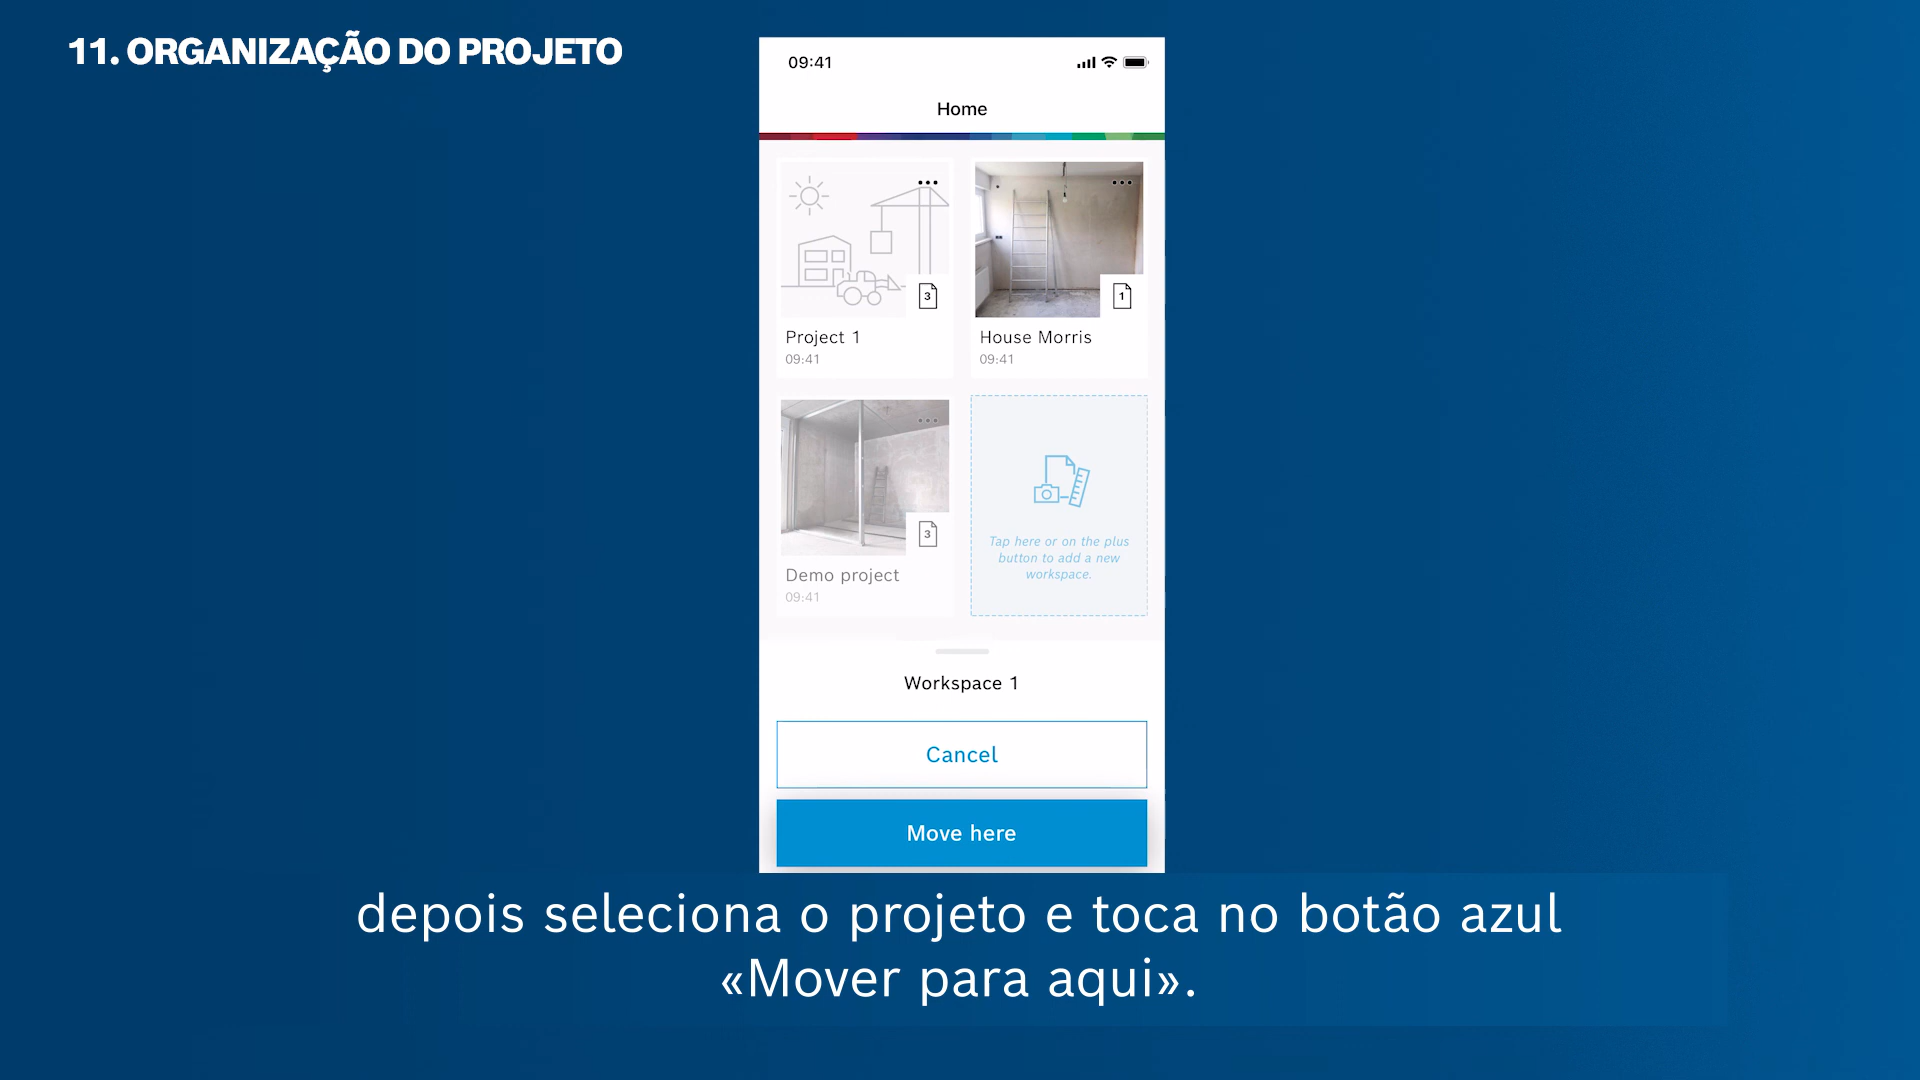 11. ORGANIZAÇÃO DO PROJETO
09:41
Home
3
1
Project 1
09:41
House Morris
09:41
3
Demo project
09:41
Tap here or on the plus
button to add a new
workspace.
Workspace 1
Cancel
Move here
depois seleciona o projeto e toca no botão azul
«Mover para aqui».